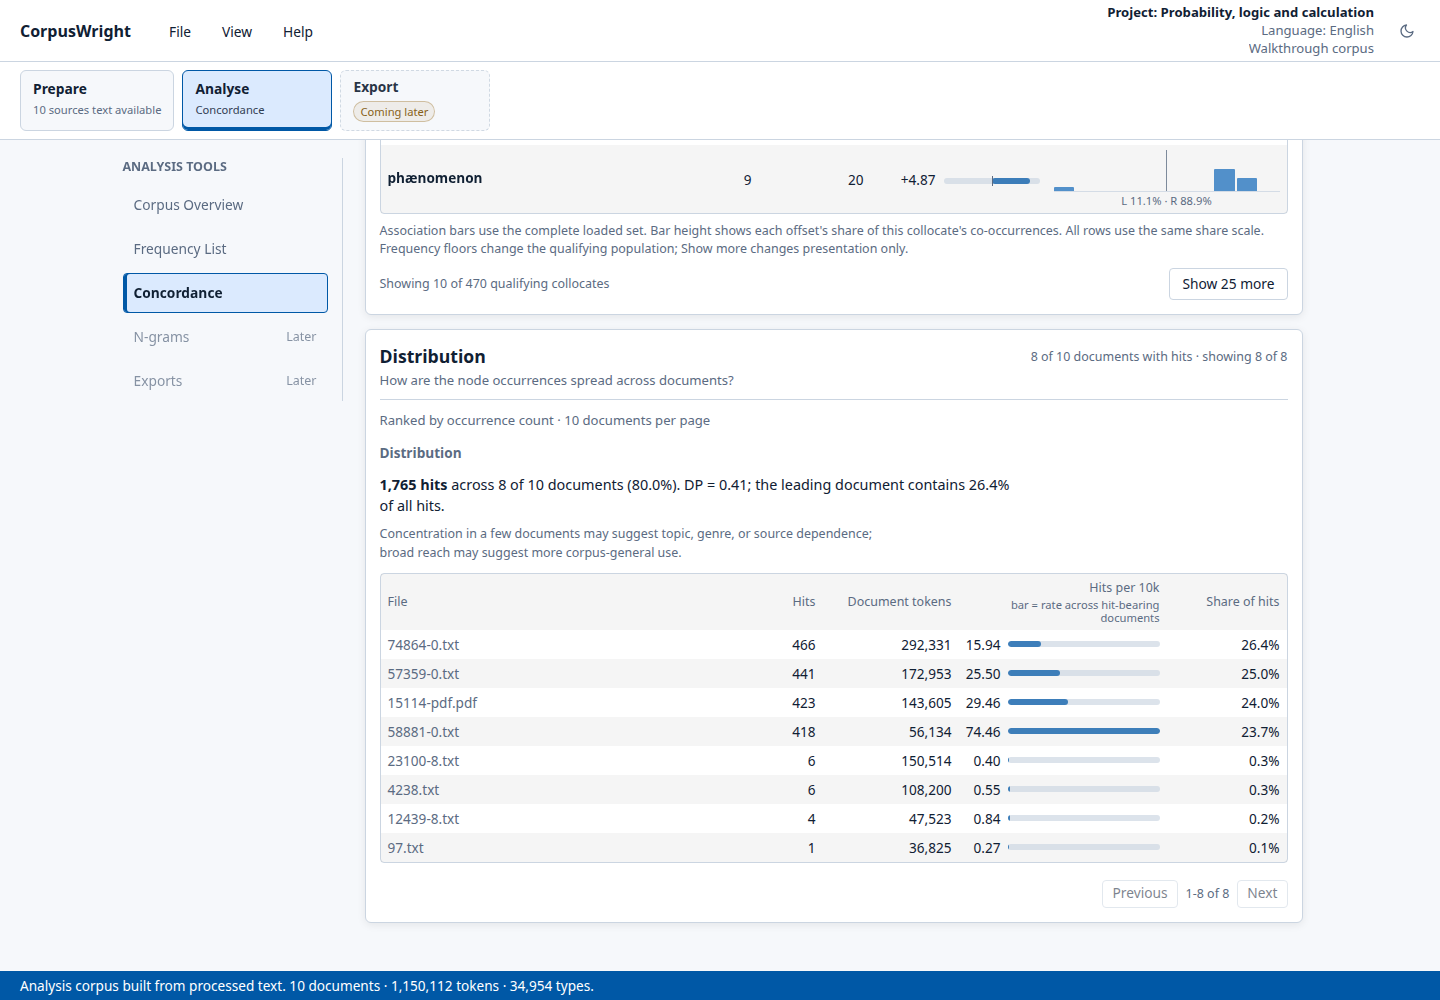 CorpusWright
File
View
Help
Project: Probability, logic and calculation
Language: English
Walkthrough corpus
Prepare
10 sources text available
Analyse
Concordance
Export
Coming later
ANALYSIS TOOLS
Corpus Overview
Frequency List
Concordance
N-grams Later
Exports Later
phænomenon 9 20 +4.87
L 11.1% · R 88.9%
Association bars use the complete loaded set. Bar height shows each offset's share of this collocate's co-occurrences. All rows use the same share scale.
Frequency floors change the qualifying population; Show more changes presentation only.
Showing 10 of 470 qualifying collocates
Show 25 more
Distribution
8 of 10 documents with hits · showing 8 of 8
How are the node occurrences spread across documents?
Ranked by occurrence count · 10 documents per page
Distribution
1,765 hits across 8 of 10 documents (80.0%). DP = 0.41; the leading document contains 26.4%
of all hits.
Concentration in a few documents may suggest topic, genre, or source dependence;
broad reach may suggest more corpus-general use.
File Hits Document tokens Hits per 10k Share of hits
bar = rate across hit-bearing
documents
74864-0.txt 466 292,331 15.94 26.4%
57359-0.txt 441 172,953 25.50 25.0%
15114-pdf.pdf 423 143,605 29.46 24.0%
58881-0.txt 418 56,134 74.46 23.7%
23100-8.txt 6 150,514 0.40 0.3%
4238.txt 6 108,200 0.55 0.3%
12439-8.txt 4 47,523 0.84 0.2%
97.txt 1 36,825 0.27 0.1%
Previous 1-8 of 8 Next
Analysis corpus built from processed text. 10 documents · 1,150,112 tokens · 34,954 types.